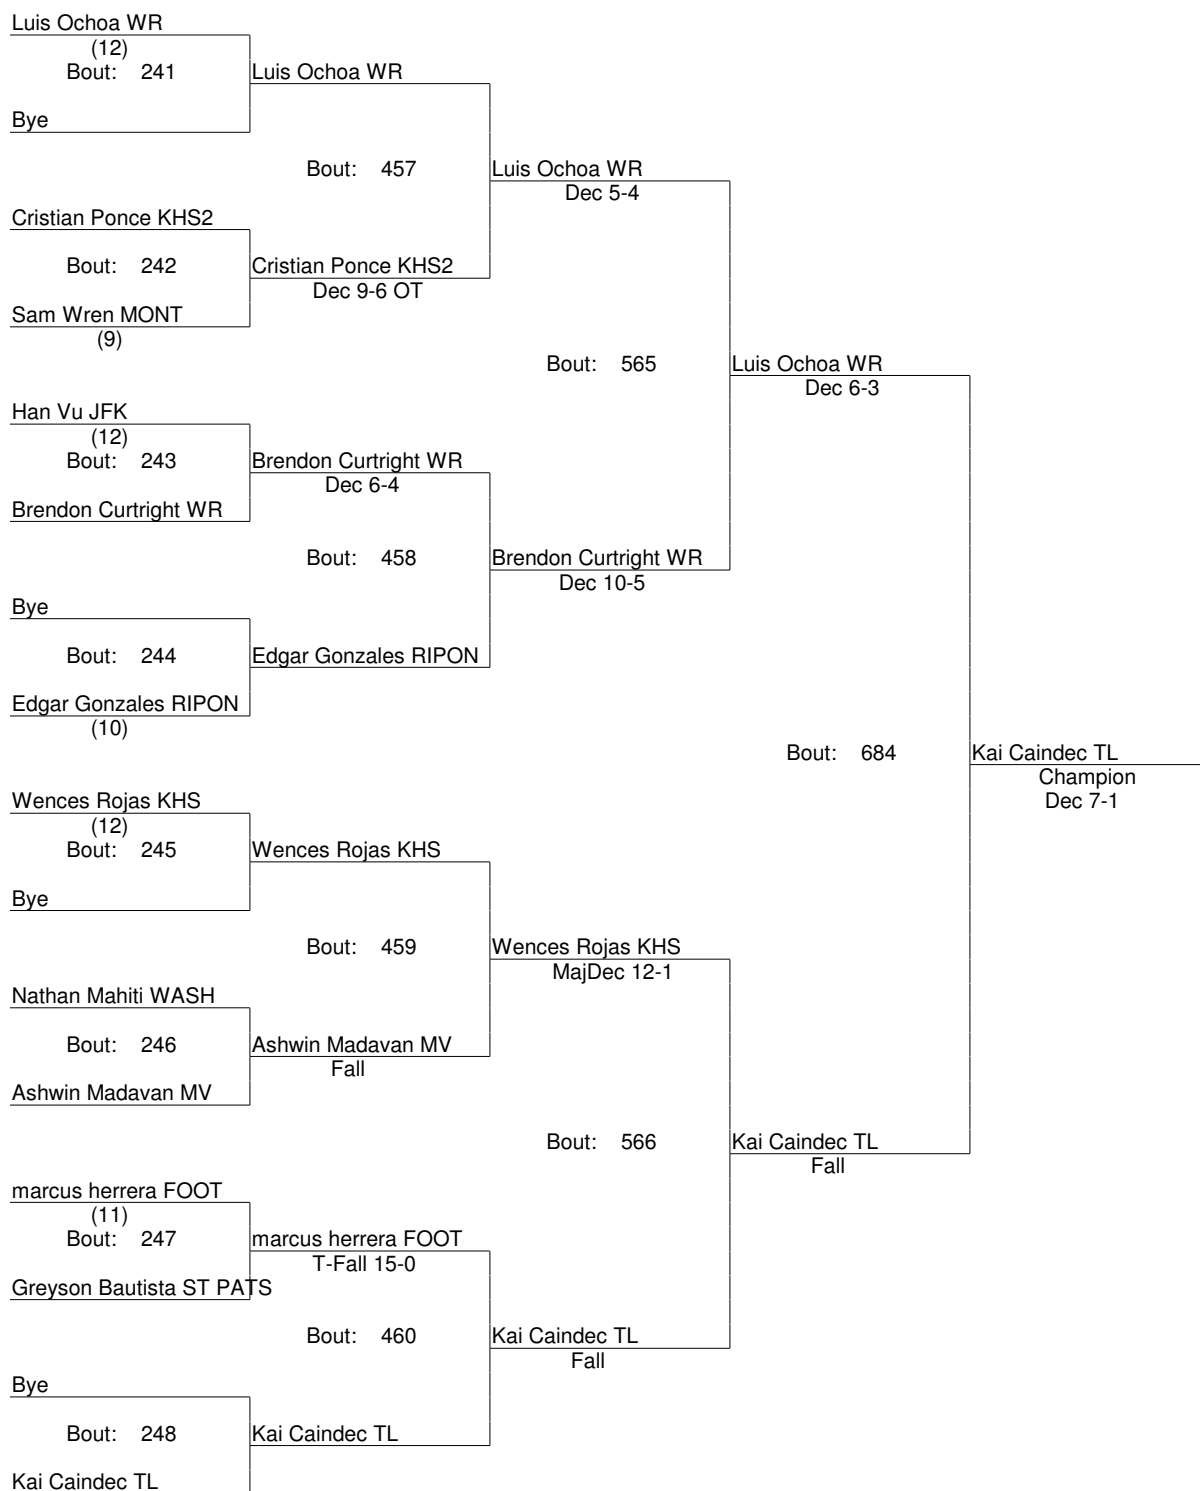 Luis Ochoa WR
(12)
Bout: 241
Luis Ochoa WR
Bye
Bout: 457
Luis Ochoa WR
Dec 5-4
Cristian Ponce KHS2
Bout: 242
Cristian Ponce KHS2
Dec 9-6 OT
Sam Wren MONT
(9)
Bout: 565
Luis Ochoa WR
Dec 6-3
Han Vu JFK
(12)
Bout: 243
Brendon Curtright WR
Dec 6-4
Brendon Curtright WR
Bout: 458
Brendon Curtright WR
Dec 10-5
Bye
Bout: 244
Edgar Gonzales RIPON
Edgar Gonzales RIPON
(10)
Bout: 684
Kai Caindec TL
Champion
Dec 7-1
Wences Rojas KHS
(12)
Bout: 245
Wences Rojas KHS
Bye
Bout: 459
Wences Rojas KHS
MajDec 12-1
Nathan Mahiti WASH
Bout: 246
Ashwin Madavan MV
Fall
Ashwin Madavan MV
Bout: 566
Kai Caindec TL
Fall
marcus herrera FOOT
(11)
Bout: 247
marcus herrera FOOT
T-Fall 15-0
Greyson Bautista ST PATS
Bout: 460
Kai Caindec TL
Fall
Bye
Bout: 248
Kai Caindec TL
Kai Caindec TL